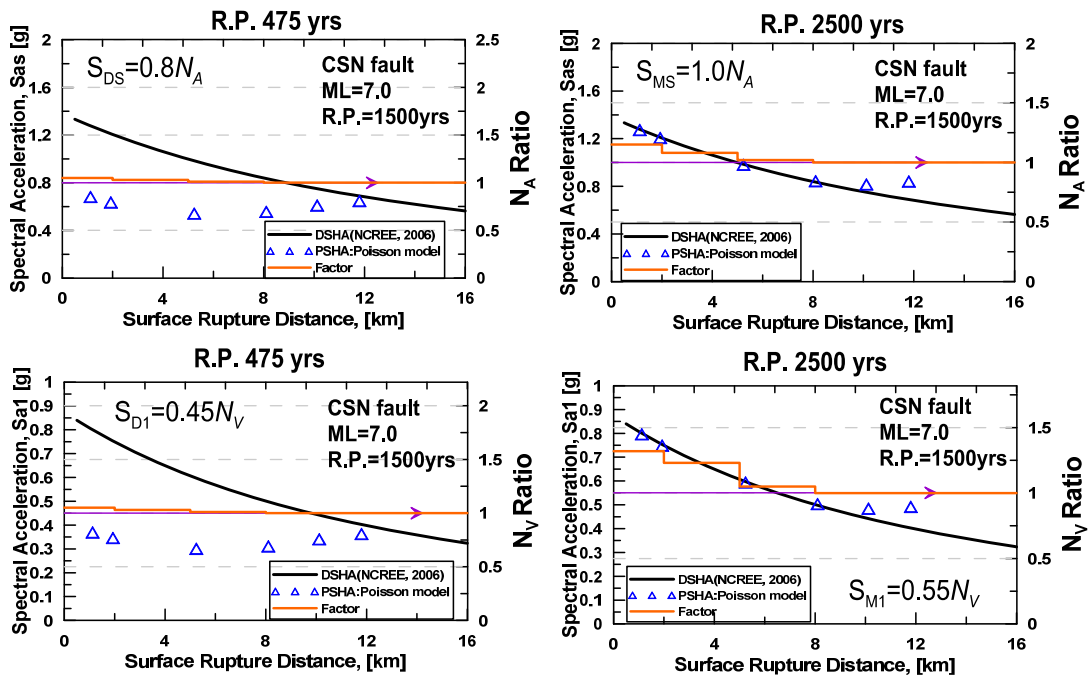 R.P. 475 yrs
Spectral Acceleration, Sas [g]
2
1.6
1.2
0.8
0.4
0
S_DS=0.8N_A
CSN fault
ML=7.0
R.P.=1500yrs
DSHA(NCREE, 2006)
PSHA:Poisson model
Factor
2.5
2
1.5
1
0.5
0
N_A Ratio
0 4 8 12 16
Surface Rupture Distance, [km]
R.P. 2500 yrs
Spectral Acceleration, Sas [g]
2
1.6
1.2
0.8
0.4
0
S_MS=1.0N_A
CSN fault
ML=7.0
R.P.=1500yrs
DSHA(NCREE, 2006)
PSHA:Poisson model
Factor
2
1.5
1
0.5
0
N_A Ratio
0 4 8 12 16
Surface Rupture Distance, [km]
R.P. 475 yrs
Spectral Acceleration, Sa1 [g]
1
0.9
0.8
0.7
0.6
0.5
0.4
0.3
0.2
0.1
0
S_D1=0.45N_V
CSN fault
ML=7.0
R.P.=1500yrs
DSHA(NCREE, 2006)
PSHA:Poisson model
Factor
2
1.5
1
0.5
0
N_V Ratio
0 4 8 12 16
Surface Rupture Distance, [km]
R.P. 2500 yrs
Spectral Acceleration, Sa1 [g]
1
0.9
0.8
0.7
0.6
0.5
0.4
0.3
0.2
0.1
0
CSN fault
ML=7.0
R.P.=1500yrs
DSHA(NCREE, 2006)
PSHA:Poisson model
Factor
S_M1=0.55N_V
1.5
1
0.5
0
N_V Ratio
0 4 8 12 16
Surface Rupture Distance, [km]